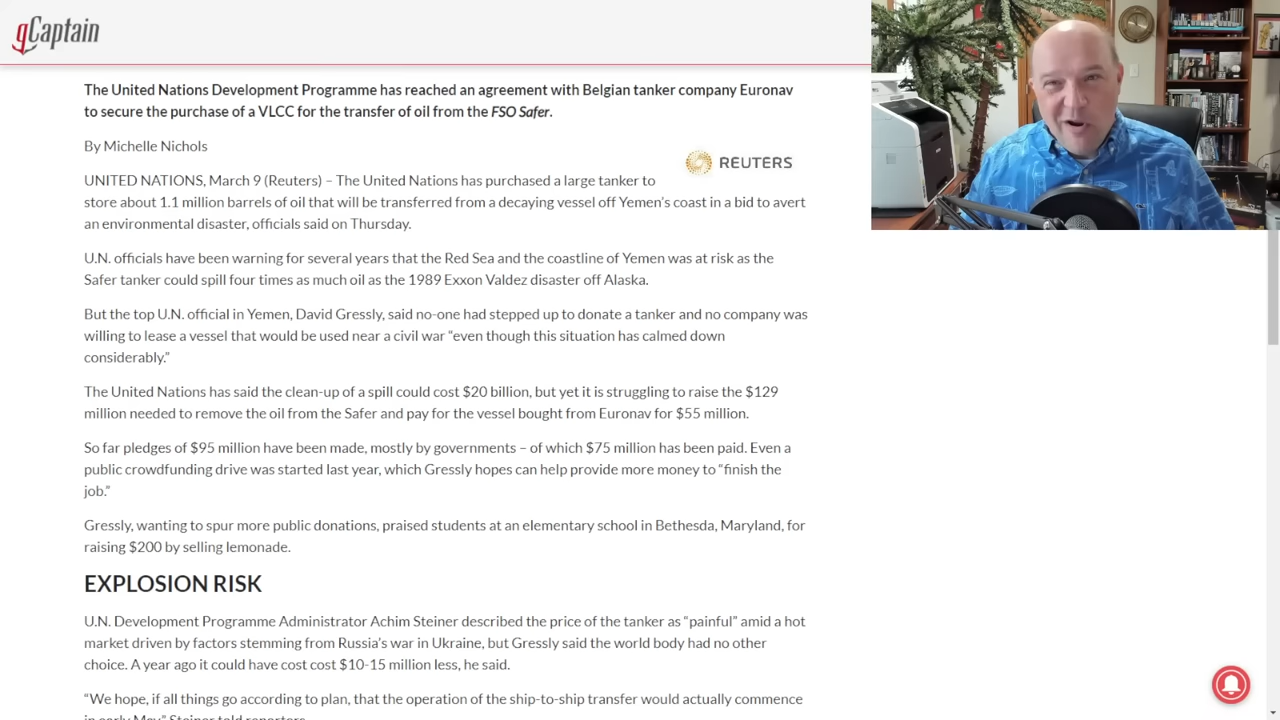 gCaptain
The United Nations Development Programme has reached an agreement with Belgian tanker company Euronav
to secure the purchase of a VLCC for the transfer of oil from the FSO Safer.
By Michelle Nichols
REUTERS
UNITED NATIONS, March 9 (Reuters) – The United Nations has purchased a large tanker to
store about 1.1 million barrels of oil that will be transferred from a decaying vessel off Yemen's coast in a bid to avert
an environmental disaster, officials said on Thursday.
U.N. officials have been warning for several years that the Red Sea and the coastline of Yemen was at risk as the
Safer tanker could spill four times as much oil as the 1989 Exxon Valdez disaster off Alaska.
But the top U.N. official in Yemen, David Gressly, said no-one had stepped up to donate a tanker and no company was
willing to lease a vessel that would be used near a civil war “even though this situation has calmed down
considerably.”
The United Nations has said the clean-up of a spill could cost $20 billion, but yet it is struggling to raise the $129
million needed to remove the oil from the Safer and pay for the vessel bought from Euronav for $55 million.
So far pledges of $95 million have been made, mostly by governments – of which $75 million has been paid. Even a
public crowdfunding drive was started last year, which Gressly hopes can help provide more money to “finish the
job.”
Gressly, wanting to spur more public donations, praised students at an elementary school in Bethesda, Maryland, for
raising $200 by selling lemonade.
EXPLOSION RISK
U.N. Development Programme Administrator Achim Steiner described the price of the tanker as “painful” amid a hot
market driven by factors stemming from Russia's war in Ukraine, but Gressly said the world body had no other
choice. A year ago it could have cost cost $10-15 million less, he said.
“We hope, if all things go according to plan, that the operation of the ship-to-ship transfer would actually commence
in early May,” Steiner told reporters.